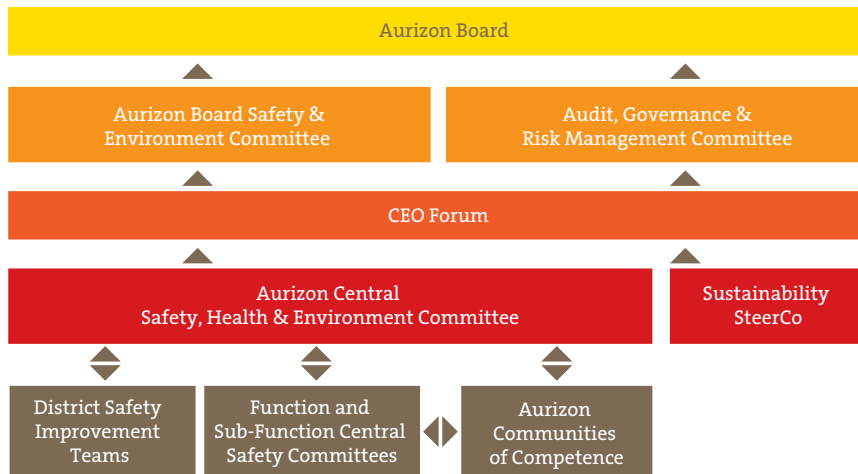 Aurizon Board
Aurizon Board Safety &
Environment Committee
Audit, Governance &
Risk Management Committee
CEO Forum
Aurizon Central
Safety, Health & Environment Committee
Sustainability
SteerCo
District Safety
Improvement
Teams
Function and
Sub-Function Central
Safety Committees
Aurizon
Communities
of Competence